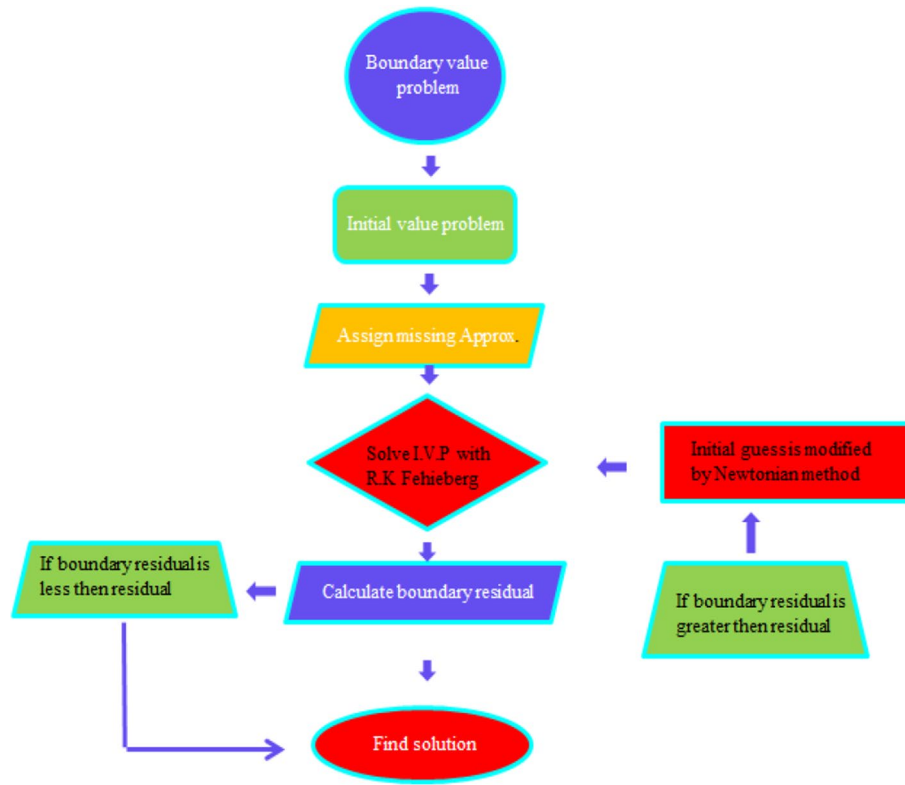 Boundary value
problem
Initial value problem
Assign missing Approx.
Solve I.V.P with
R.K Fehieberg
Initial guess is modified
by Newtonian method
If boundary residual is
less then residual
Calculate boundary residual
If boundary residual is
greater then residual
Find solution